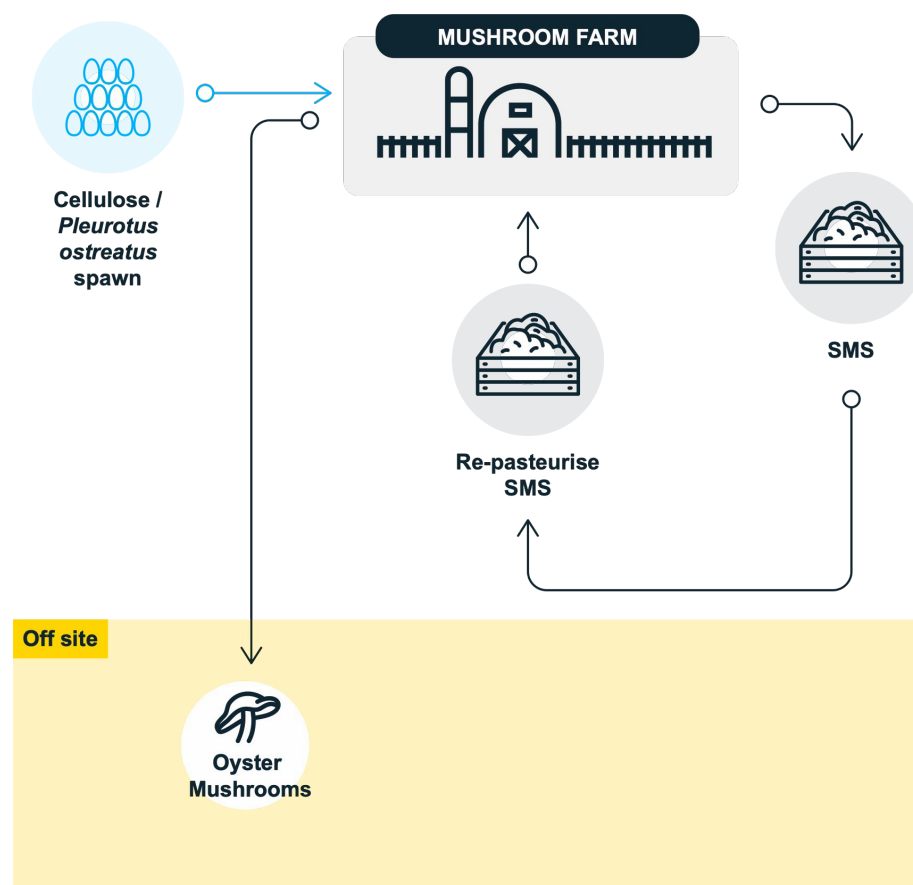 MUSHROOM FARM
Cellulose /
Pleurotus
ostreatus
spawn
SMS
Re-pasteurise
SMS
Off site
Oyster
Mushrooms